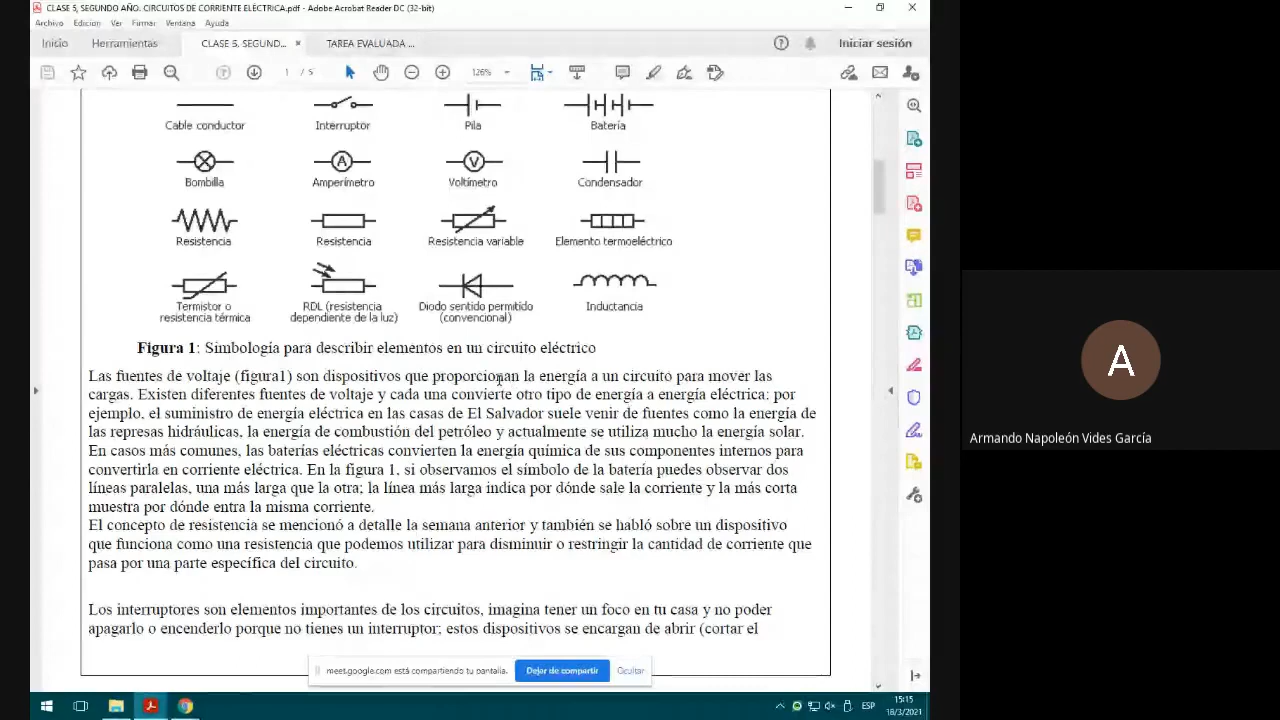 CLASE 5, SEGUNDO AÑO. CIRCUITOS DE CORRIENTE ELÉCTRICA.pdf - Adobe Acrobat Reader DC (32-bit)
Archivo Edicion Ver Firmar Ventana Ayuda
Inicio Herramientas CLASE 5, SEGUND... × TAREA EVALUADA ... Iniciar sesión
1 / 5 126%
Cable conductor Interruptor Pila Batería
A V
Bombilla Amperímetro Voltímetro Condensador
Resistencia Resistencia Resistencia variable Elemento termoeléctrico
Termistor o RDL (resistencia Diodo sentido permitido Inductancia
resistencia térmica dependiente de la luz) (convencional)
Figura 1: Simbología para describir elementos en un circuito eléctrico
Las fuentes de voltaje (figura1) son dispositivos que proporcionan la energía a un circuito para mover las
cargas. Existen diferentes fuentes de voltaje y cada una convierte otro tipo de energía a energía eléctrica; por
ejemplo, el suministro de energía eléctrica en las casas de El Salvador suele venir de fuentes como la energía de
las represas hidráulicas, la energía de combustión del petróleo y actualmente se utiliza mucho la energía solar.
En casos más comunes, las baterías eléctricas convierten la energía química de sus componentes internos para
convertirla en corriente eléctrica. En la figura 1, si observamos el símbolo de la batería puedes observar dos
líneas paralelas, una más larga que la otra; la línea más larga indica por dónde sale la corriente y la más corta
muestra por dónde entra la misma corriente.
El concepto de resistencia se mencionó a detalle la semana anterior y también se habló sobre un dispositivo
que funciona como una resistencia que podemos utilizar para disminuir o restringir la cantidad de corriente que
pasa por una parte específica del circuito.
Los interruptores son elementos importantes de los circuitos, imagina tener un foco en tu casa y no poder
apagarlo o encenderlo porque no tienes un interruptor; estos dispositivos se encargan de abrir (cortar el
meet.google.com está compartiendo tu pantalla. Dejar de compartir Ocultar
ESP 15:15
18/3/2021
A
Armando Napoleón Vides García